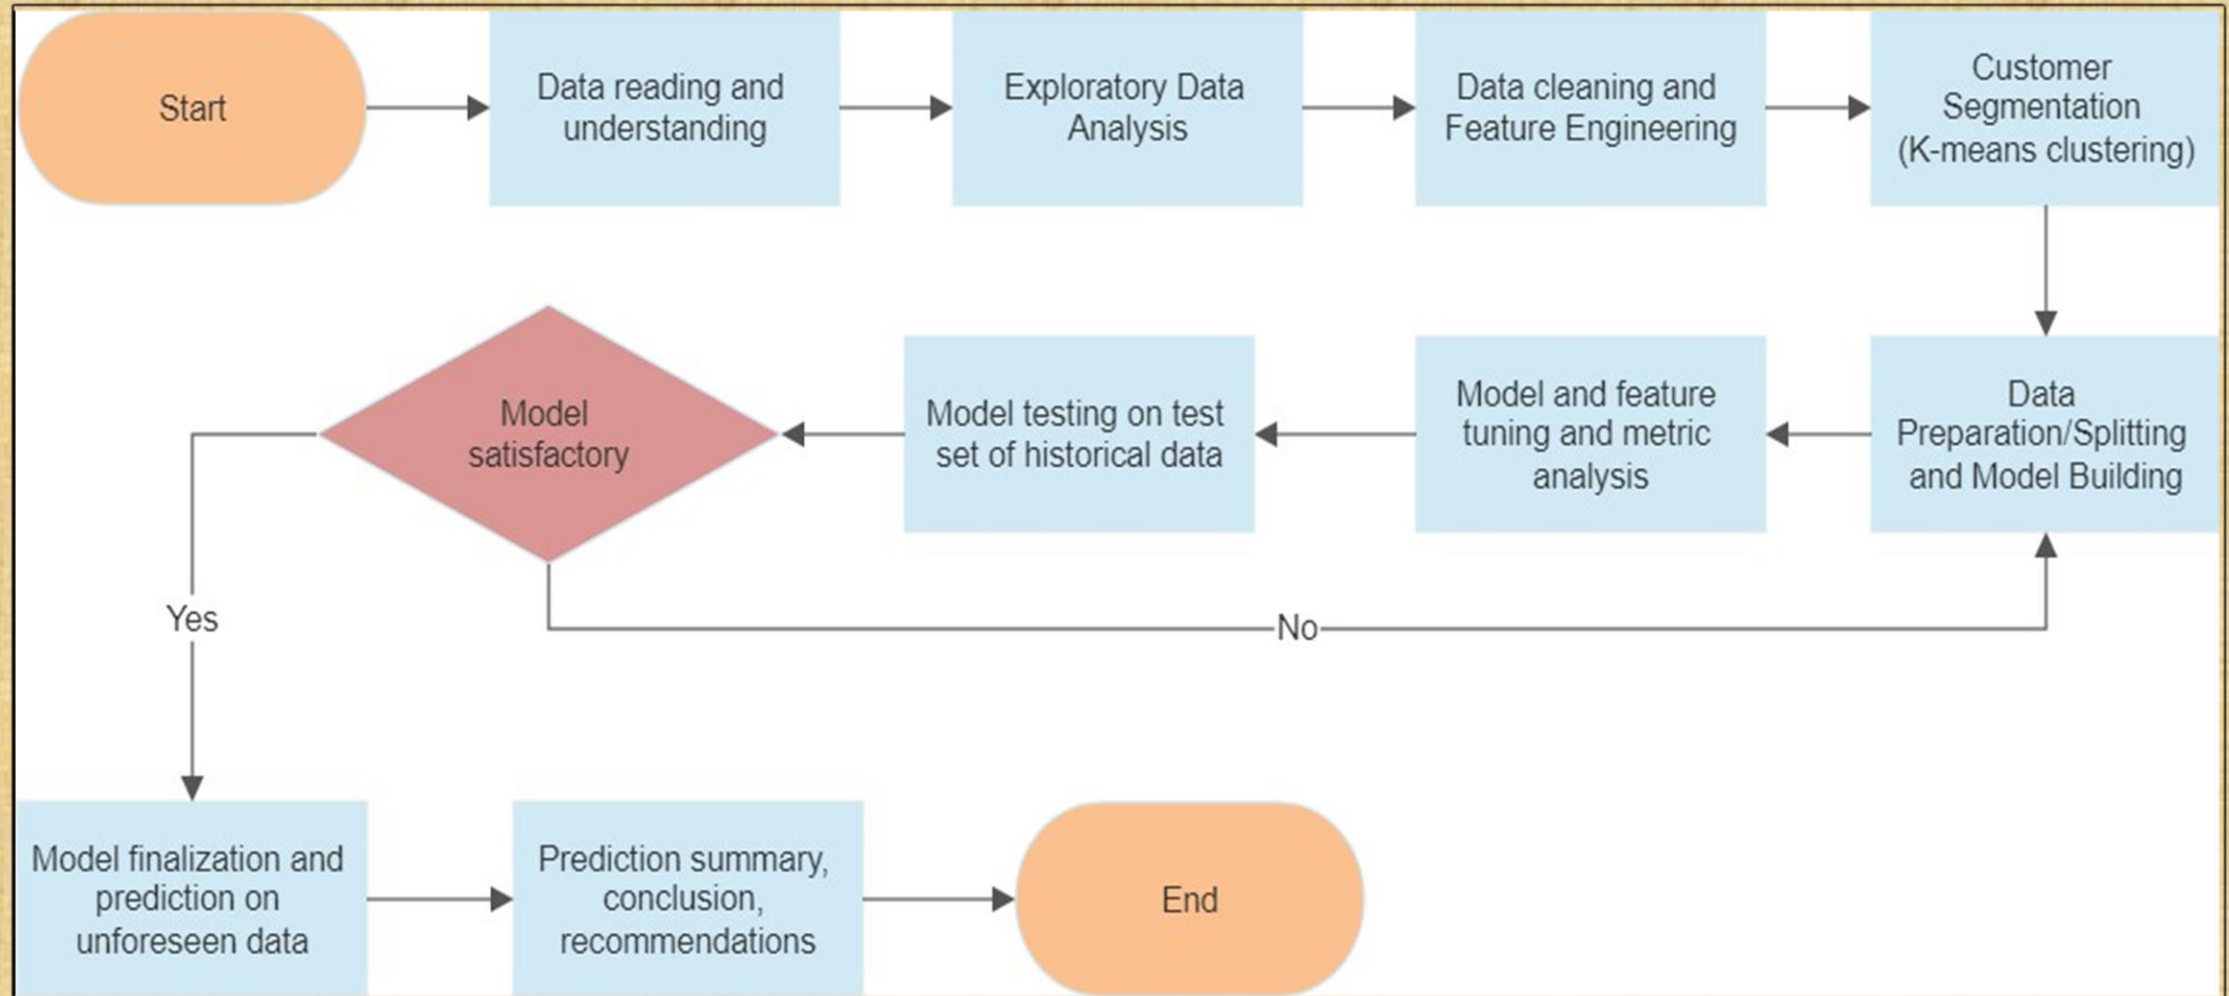 Start
Data reading and
understanding
Exploratory Data
Analysis
Data cleaning and
Feature Engineering
Customer
Segmentation
(K-means clustering)
Data
Preparation/Splitting
and Model Building
Model and feature
tuning and metric
analysis
Model testing on test
set of historical data
Model
satisfactory
Yes
No
Model finalization and
prediction on
unforeseen data
Prediction summary,
conclusion,
recommendations
End